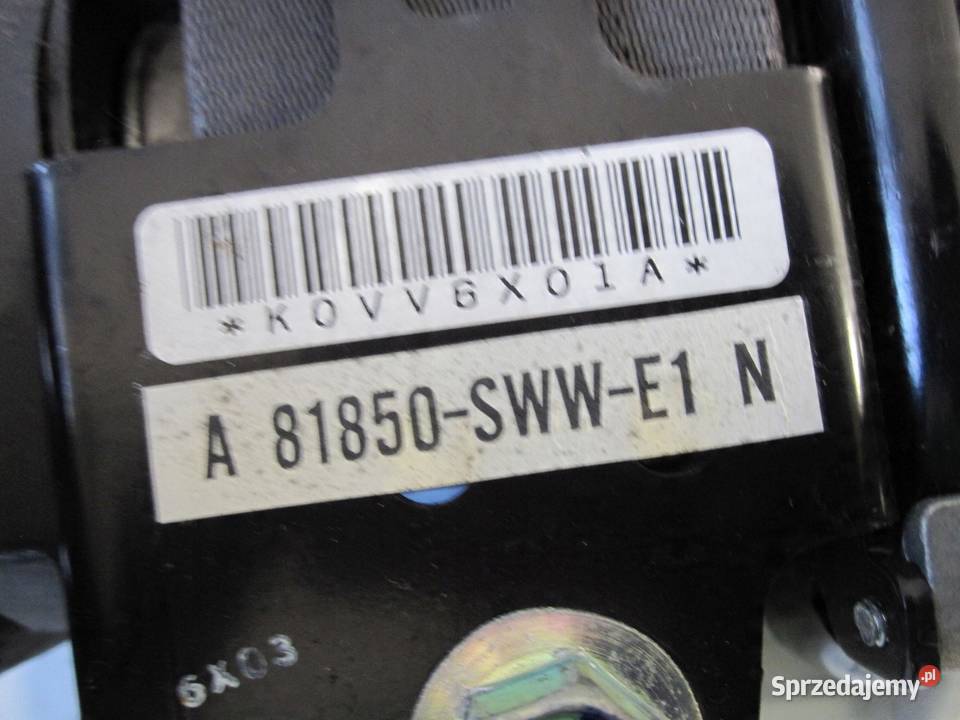 *K0VV6X01A*
A 81850-SWW-E1 N
6X03
Sprzedajemy.pl